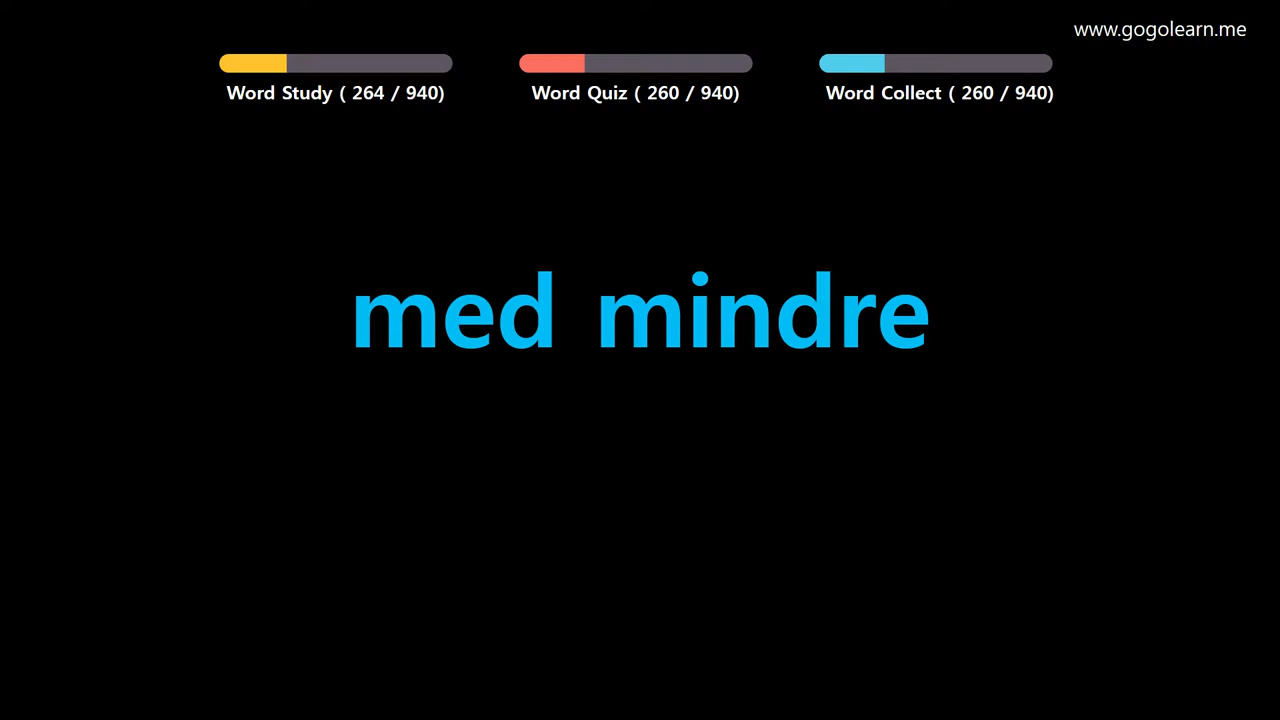 www.gogolearn.me
Word Study ( 264 / 940)
Word Quiz ( 260 / 940)
Word Collect ( 260 / 940)
med mindre